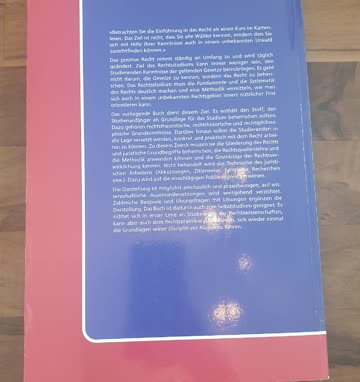 «Betrachten Sie die Einführung in das Recht als einen Kurs im Karten-
lesen. Das Ziel ist nicht, dass Sie alle Wälder kennen, sondern dass Sie
sich mit Hilfe Ihrer Kenntnisse auch in einem unbekannten Urwald
zurechtfinden können.»
Das positive Recht nimmt ständig an Umfang zu und wird täglich
geändert. Ziel des Rechtsstudiums kann immer weniger sein, den
Studierenden Kenntnisse der geltenden Gesetze beizubringen. Es geht
nicht darum, die Gesetze zu kennen, sondern das Recht zu beherr-
schen. Das Rechtsstudium muss die Fundamente und die Systematik
des Rechts deutlich machen und eine Methodik vermitteln, wie man
sich auch in einem unbekannten Rechtsgebiet innert nützlicher Frist
orientieren kann.
Das vorliegende Buch dient diesem Ziel. Es enthält den Stoff, den
Studienanfänger als Grundlage für das Studium beherrschen sollten.
Dazu gehören rechtstheoretische, rechtshistorische und rechtsphiloso-
phische Grundkenntnisse. Darüber hinaus sollen die Studierenden in
die Lage versetzt werden, konkret und praktisch mit dem Recht arbei-
ten zu können. Zu diesem Zweck müssen sie die Gliederung des Rechts
und juristische Grundbegriffe beherrschen, die Rechtsquellenlehre und
die Methodik anwenden können und die Grundzüge der Rechtsver-
wirklichung kennen. Nicht behandelt wird die Technik des juristi-
schen Arbeitens (Abkürzungen, Zitierweise, Recherchen
usw.). Dazu wird auf die einschlägigen Publikationen verwiesen.
Die Darstellung ist möglichst anschaulich und praxisbezogen, auf wis-
senschaftliche Auseinandersetzungen wird weitgehend verzichtet.
Zahlreiche Beispiele und Übungsfragen mit Lösungen ergänzen die
Darstellung. Das Buch ist dadurch auch zum Selbststudium geeignet. Es
richtet sich in erster Linie an Studierende der Rechtswissenschaften,
kann aber auch dem Rechtspraktiker dienen, sich wieder einmal
die Grundlagen seiner Disziplin vor Augen zu führen.